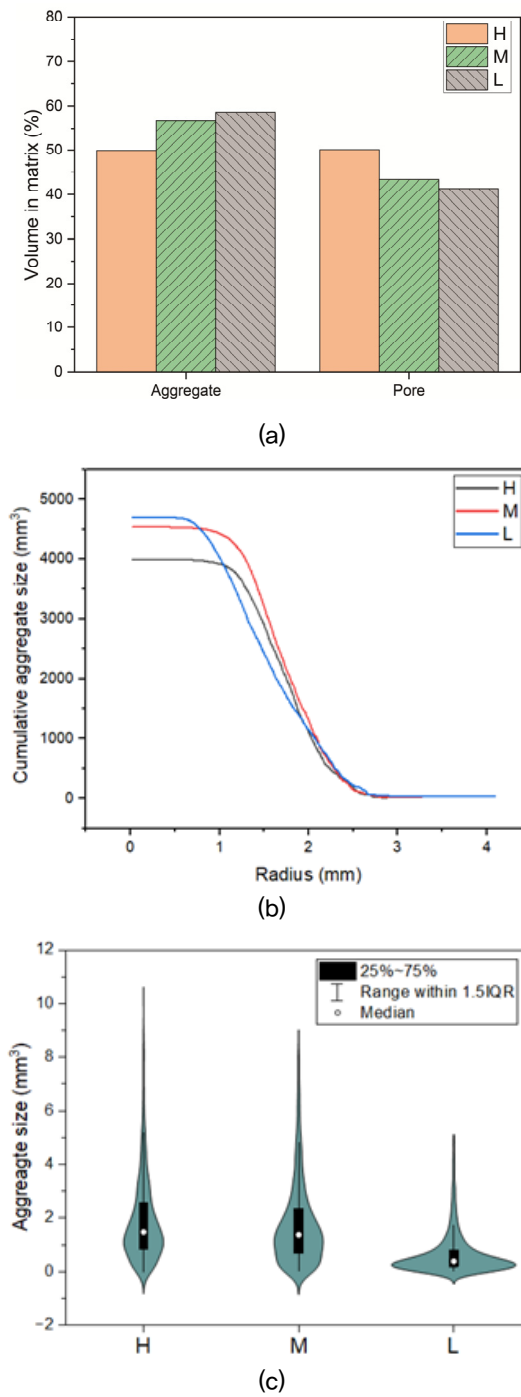 80
70
60
50
40
30
20
10
0
Volume in matrix (%)
H
M
L
Aggregate
Pore
(a)
5000
4000
3000
2000
1000
0
Cumulative aggregate size (mm³)
H
M
L
0
1
2
3
4
Radius (mm)
(b)
12
10
8
6
4
2
0
−2
Aggreagte size (mm³)
25%~75%
Range within 1.5IQR
Median
H
M
L
(c)